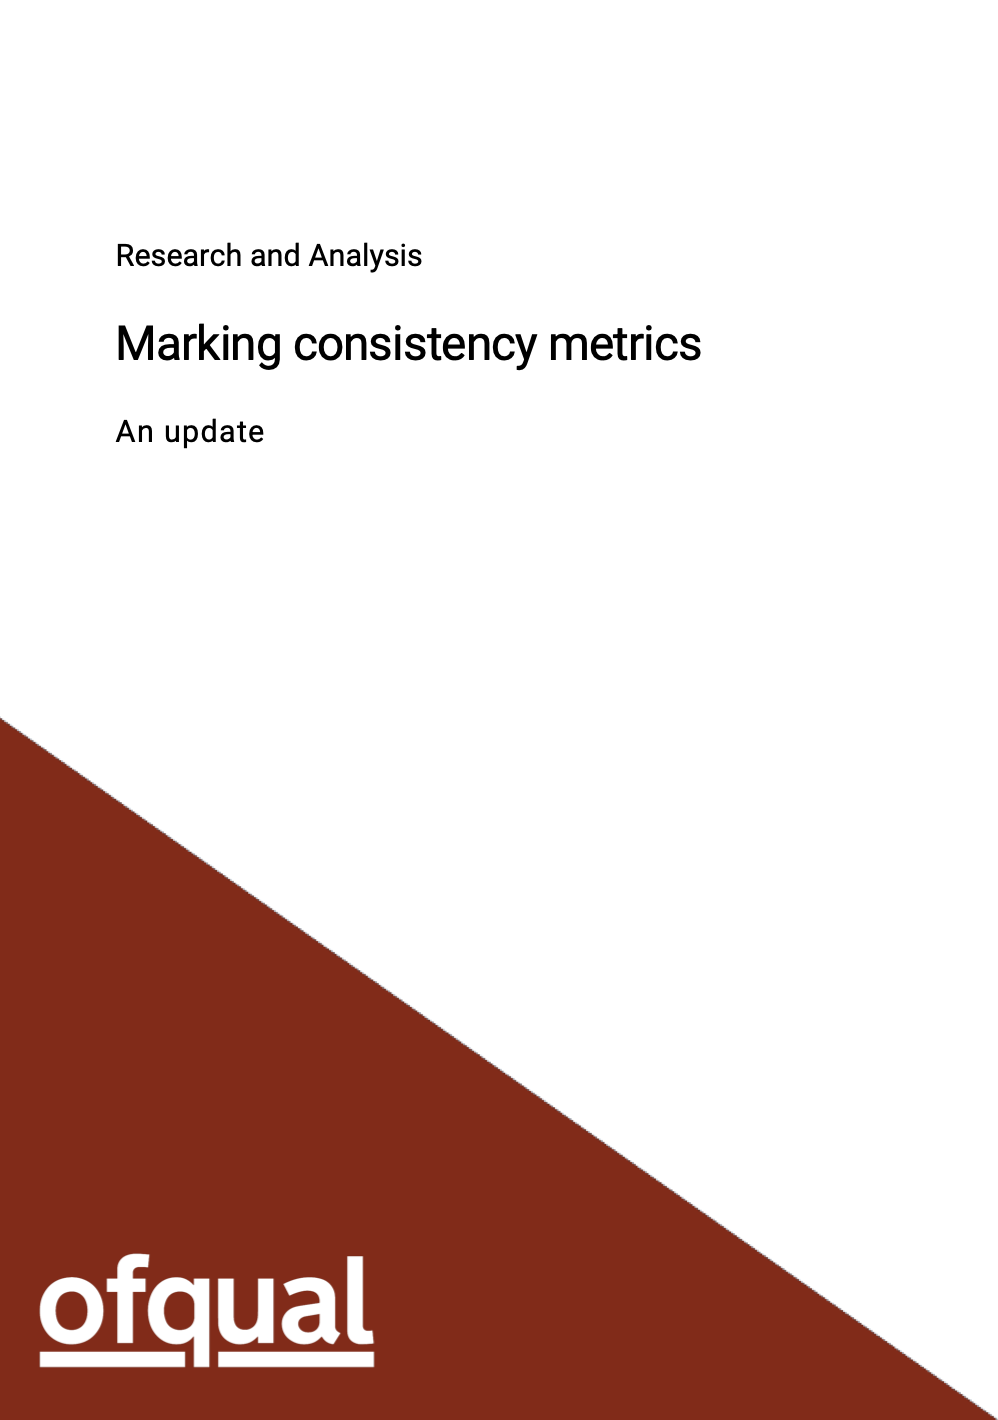 Research and Analysis
Marking consistency metrics
An update
ofqual